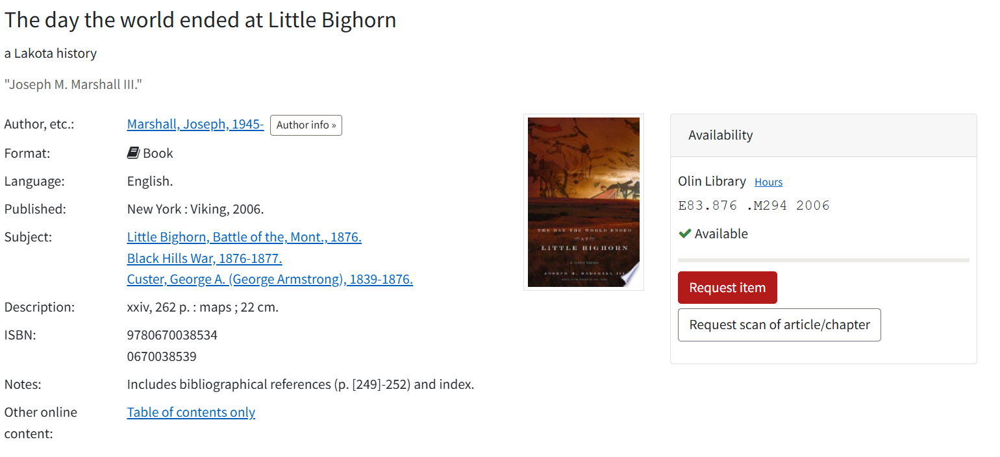 The day the world ended at Little Bighorn
a Lakota history
"Joseph M. Marshall III."
Author, etc.: Marshall, Joseph, 1945- Author info »
Format: Book
Language: English.
Published: New York : Viking, 2006.
Subject: Little Bighorn, Battle of the, Mont., 1876.
Black Hills War, 1876-1877.
Custer, George A. (George Armstrong), 1839-1876.
Description: xxiv, 262 p. : maps ; 22 cm.
ISBN: 9780670038534
0670038539
Notes: Includes bibliographical references (p. [249]-252) and index.
Other online content: Table of contents only
THE DAY THE WORLD ENDED
AT
LITTLE BIGHORN
a lakota history
JOSEPH M. MARSHALL III
Availability
Olin Library Hours
E83.876 .M294 2006
Available
Request item
Request scan of article/chapter